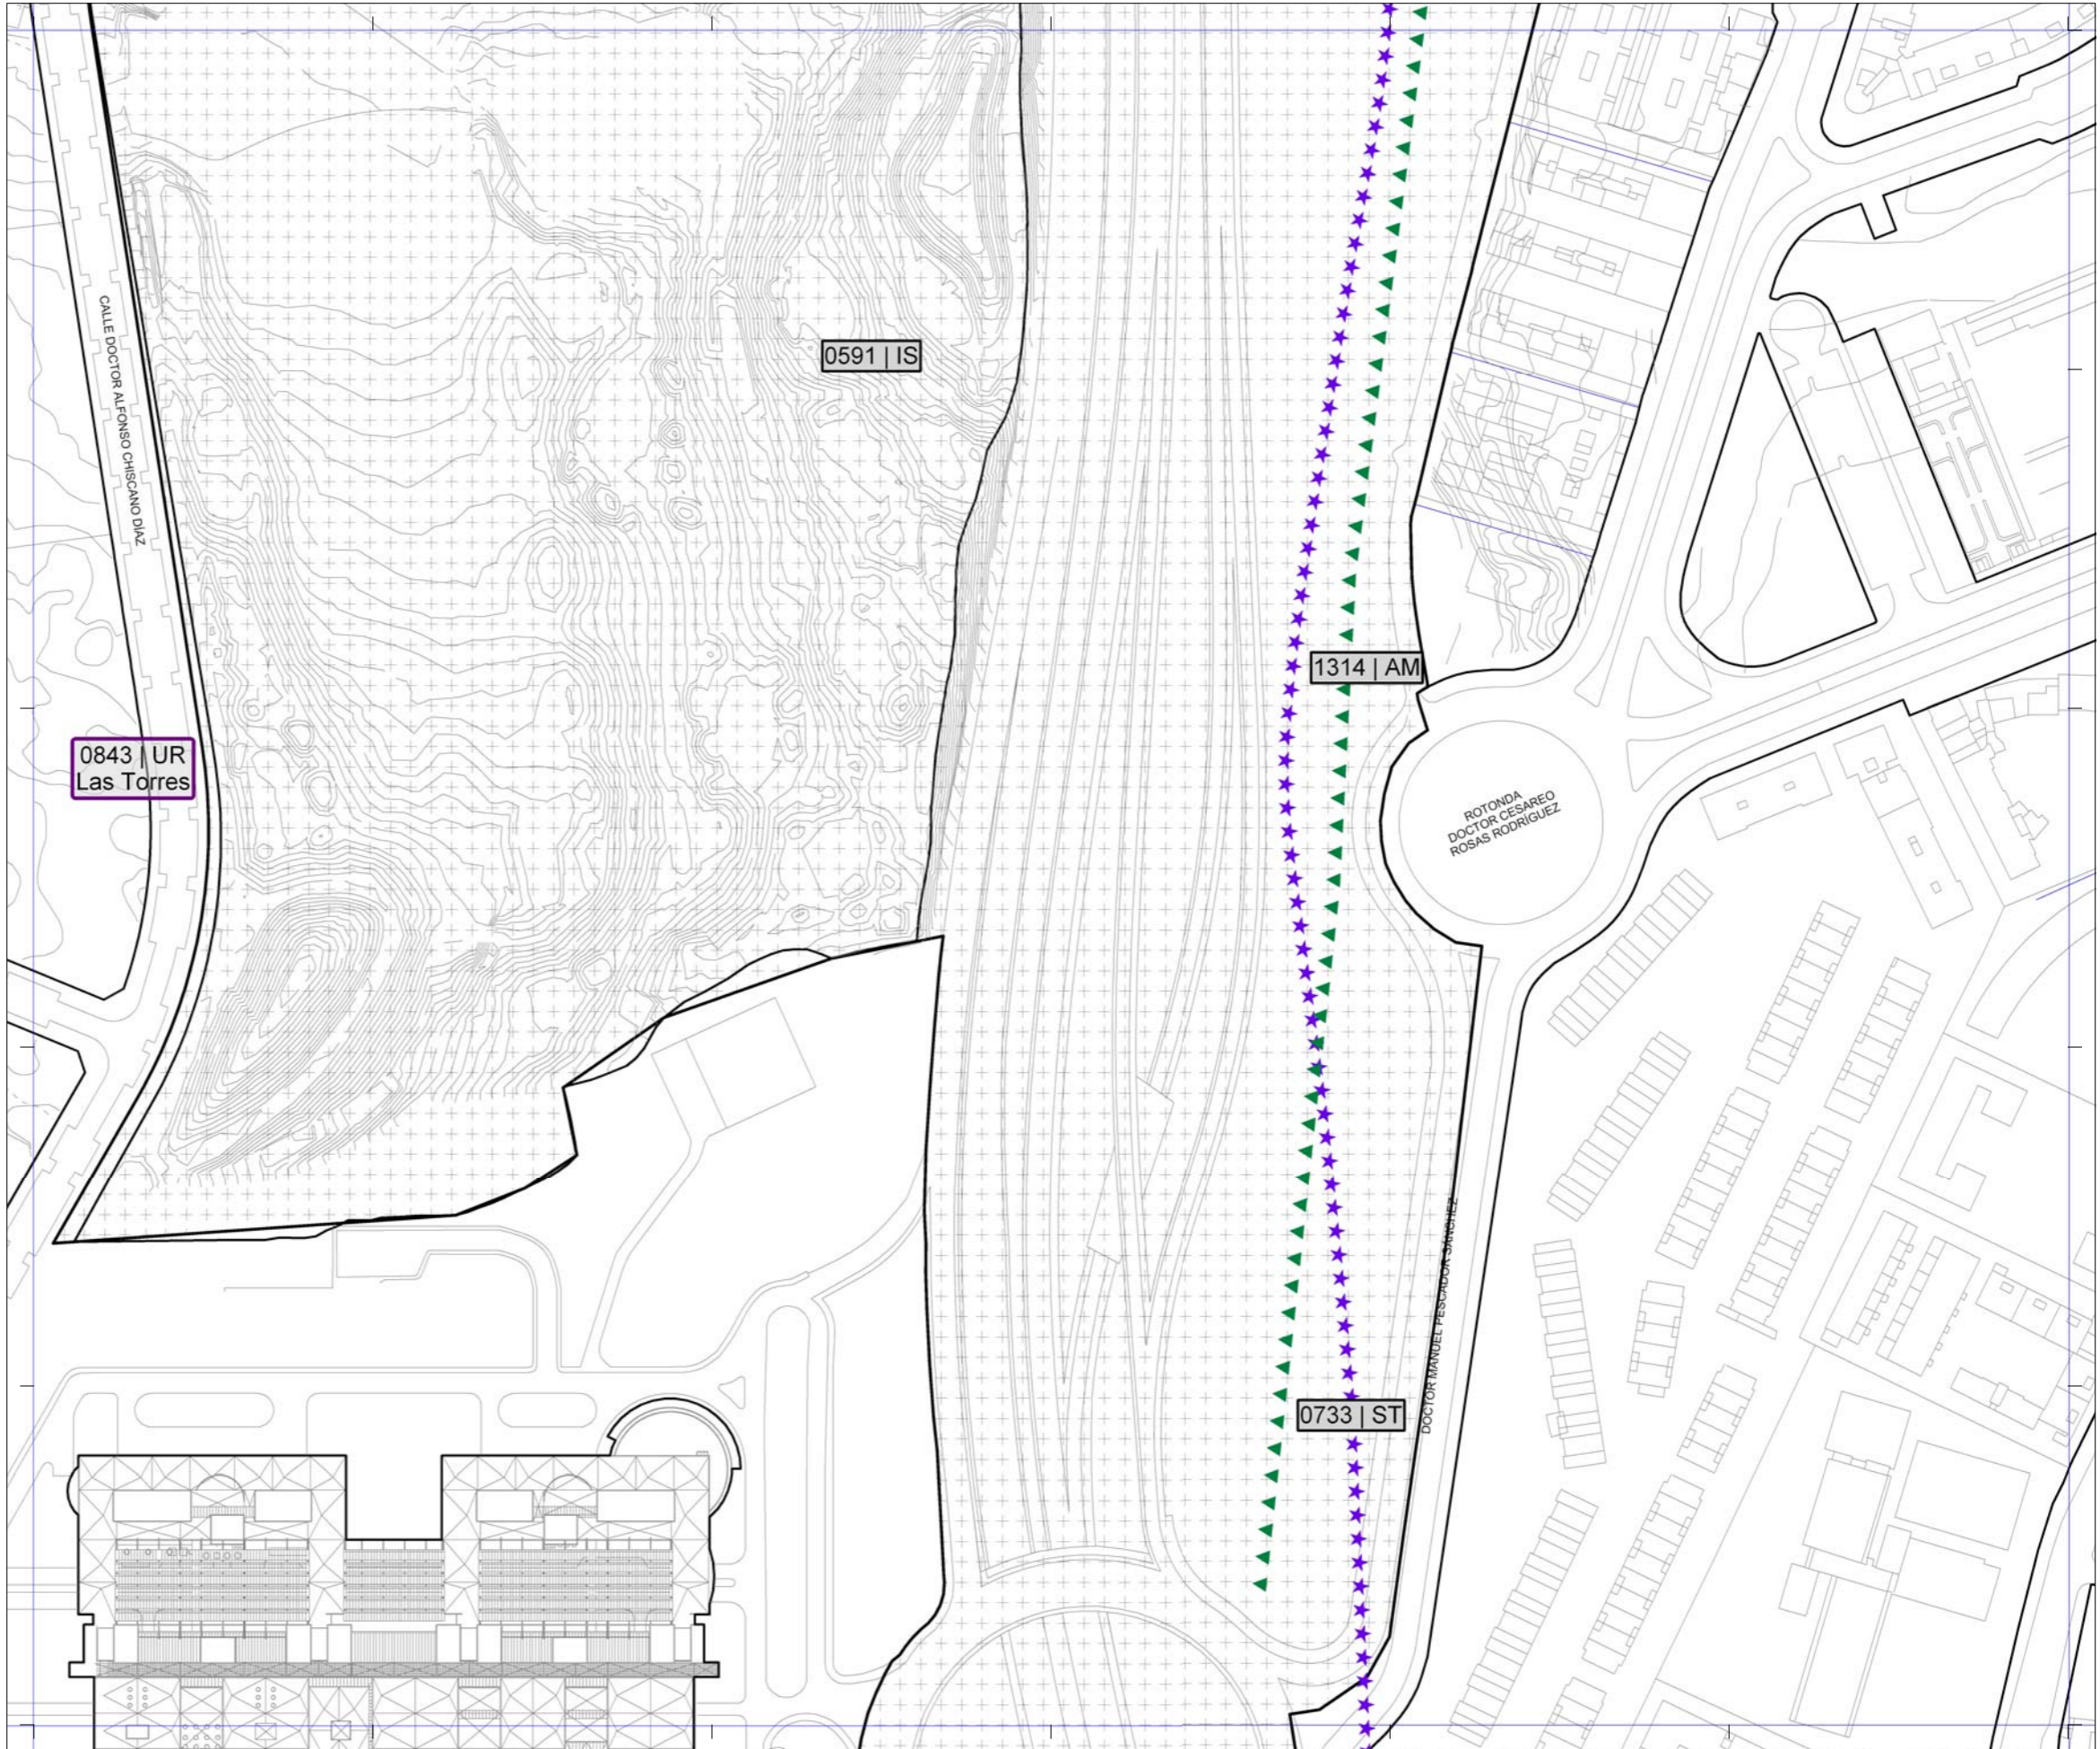 CALLE DOCTOR ALFONSO CHISCANO DÍAZ
0591 | IS
1314 | AM
0843 | UR
Las Torres
ROTONDA
DOCTOR CESAREO
ROSAS RODRÍGUEZ
DOCTOR MANUEL PESCADOR SÁNCHEZ
0733 | ST